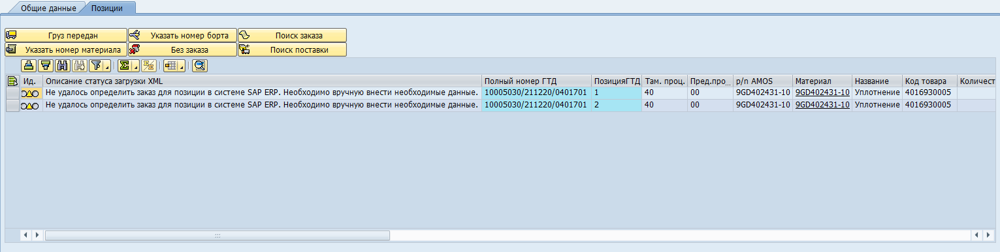 Общие данные Позиции
Груз передан Указать номер борта Поиск заказа
Указать номер материала Без заказа Поиск поставки
Ид. Описание статуса загрузки XML Полный номер ГТД ПозицияГТД Там. проц. Пред.про... p/n AMOS Материал Название Код товара Количест
Не удалось определить заказ для позиции в системе SAP ERP. Необходимо вручную внести необходимые данные. 10005030/211220/0401701 1 40 00 9GD402431-10 9GD402431-10 Уплотнение 4016930005
Не удалось определить заказ для позиции в системе SAP ERP. Необходимо вручную внести необходимые данные. 10005030/211220/0401701 2 40 00 9GD402431-10 9GD402431-10 Уплотнение 4016930005